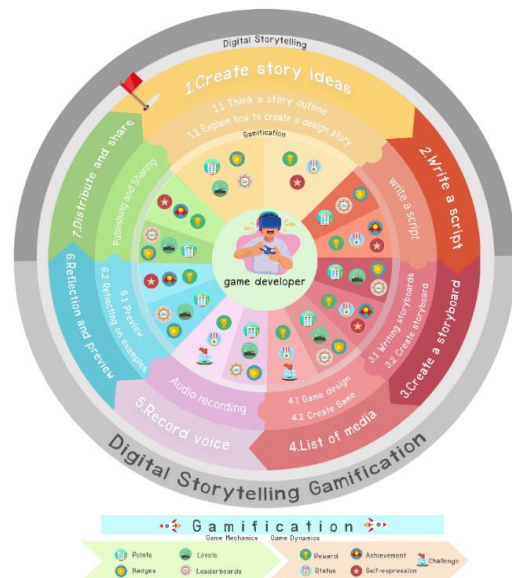 Digital Storytelling
1.Create story ideas
1.1 Think a story outline
1.2 Explain how to create a design story
Gamification
2.Write a script
write a script
3.Create a storyboard
3.1 Writing storyboards
3.2 Create storyboard
4.List of media
4.1 Game design
4.2 Create Game
5.Record voice
Audio recording
6.Reflection and preview
6.1 Preview
6.2 Reflecting on examples
7.Distribute and share
Publishing and Sharing
game developer
Digital Storytelling Gamification
Gamification
Game Mechanics Game Dynamics
Points Levels Reward Achievement Challenge
Badges Leaderboards Status Self-expression